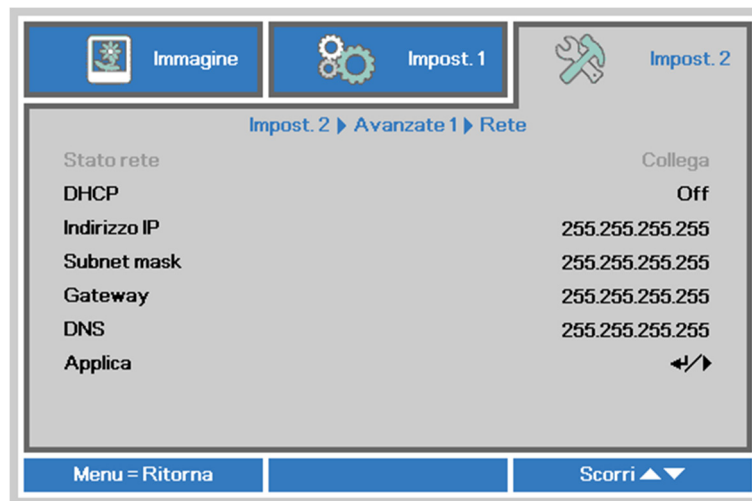 Immagine
Impost. 1
Impost. 2
Impost. 2 ▶ Avanzate 1 ▶ Rete
Stato rete Collega
DHCP Off
Indirizzo IP 255.255.255.255
Subnet mask 255.255.255.255
Gateway 255.255.255.255
DNS 255.255.255.255
Applica ↵/▶
Menu = Ritorna
Scorri ▲▼